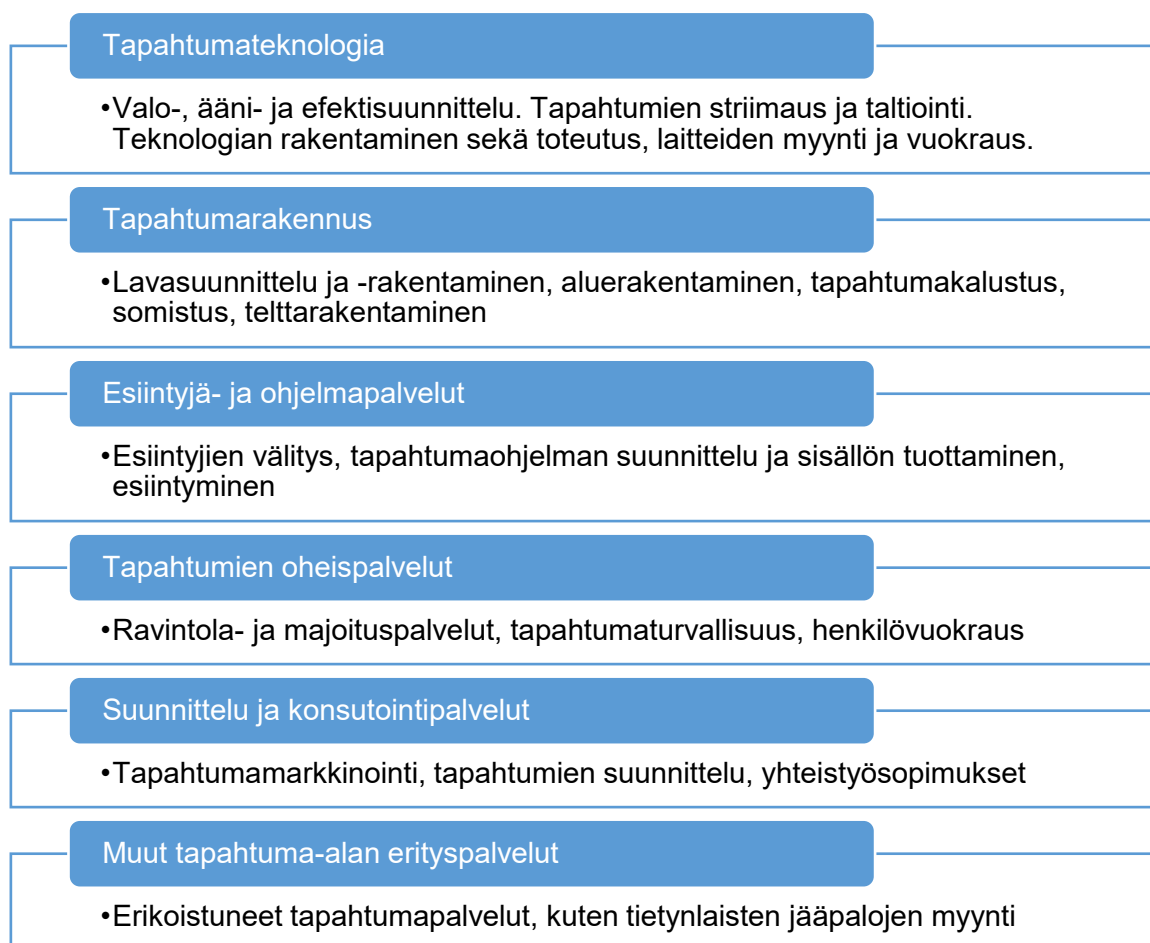 Tapahtumateknologia
•Valo-, ääni- ja efektisuunnittelu. Tapahtumien striimaus ja taltiointi.
Teknologian rakentaminen sekä toteutus, laitteiden myynti ja vuokraus.
Tapahtumarakennus
•Lavasuunnittelu ja -rakentaminen, aluerakentaminen, tapahtumakalustus,
somistus, telttarakentaminen
Esiintyjä- ja ohjelmapalvelut
•Esiintyjien välitys, tapahtumaohjelman suunnittelu ja sisällön tuottaminen,
esiintyminen
Tapahtumien oheispalvelut
•Ravintola- ja majoituspalvelut, tapahtumaturvallisuus, henkilövuokraus
Suunnittelu ja konsutointipalvelut
•Tapahtumamarkkinointi, tapahtumien suunnittelu, yhteistyösopimukset
Muut tapahtuma-alan erityspalvelut
•Erikoistuneet tapahtumapalvelut, kuten tietynlaisten jääpalojen myynti